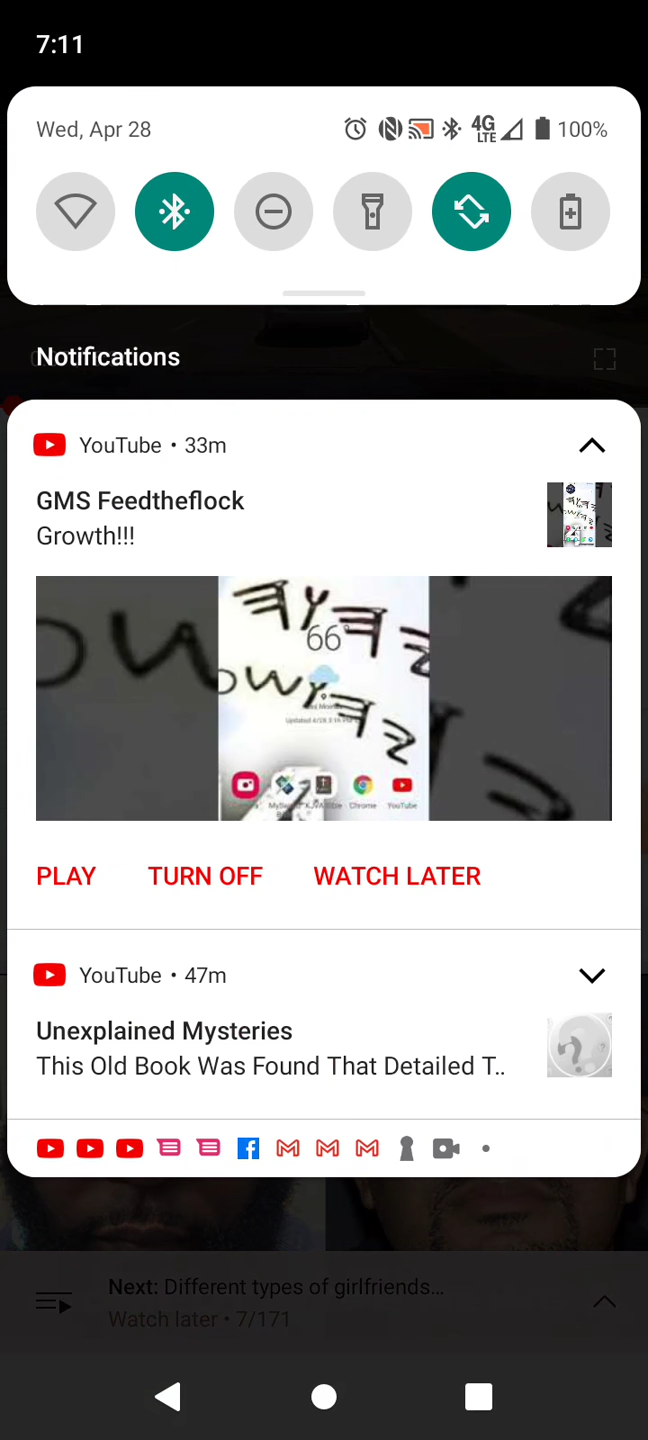 7:11
Wed, Apr 28
4G
LTE
100%
Notifications
YouTube • 33m
GMS Feedtheflock
Growth!!!
66°
Chrome
YouTube
PLAY
TURN OFF
WATCH LATER
YouTube • 47m
Unexplained Mysteries
This Old Book Was Found That Detailed T..
Next: Different types of girlfriends...
Watch later • 7/171